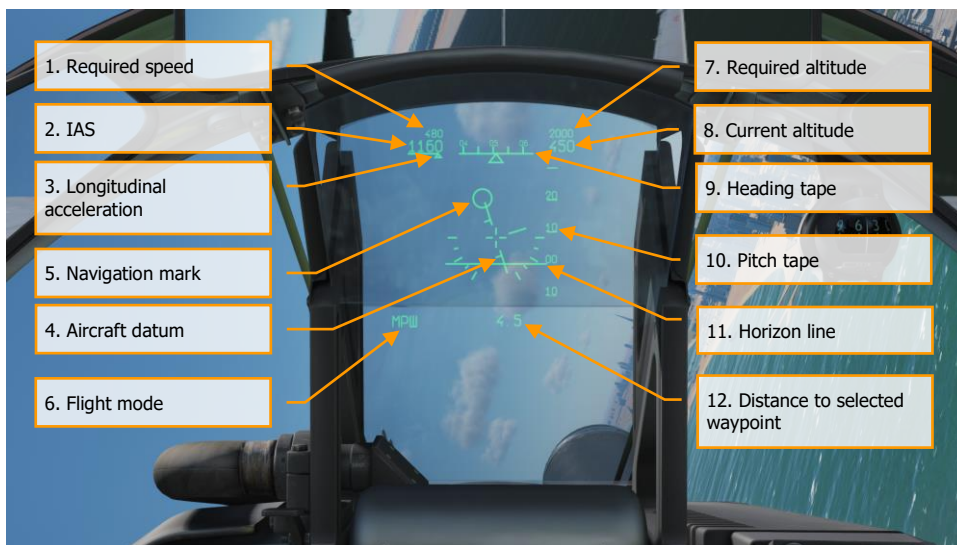 1. Required speed
2. IAS
3. Longitudinal
acceleration
5. Navigation mark
4. Aircraft datum
6. Flight mode
480
1160
2000
450
20
10
00
10
МРШ
4.5
7. Required altitude
8. Current altitude
9. Heading tape
10. Pitch tape
11. Horizon line
12. Distance to selected
waypoint